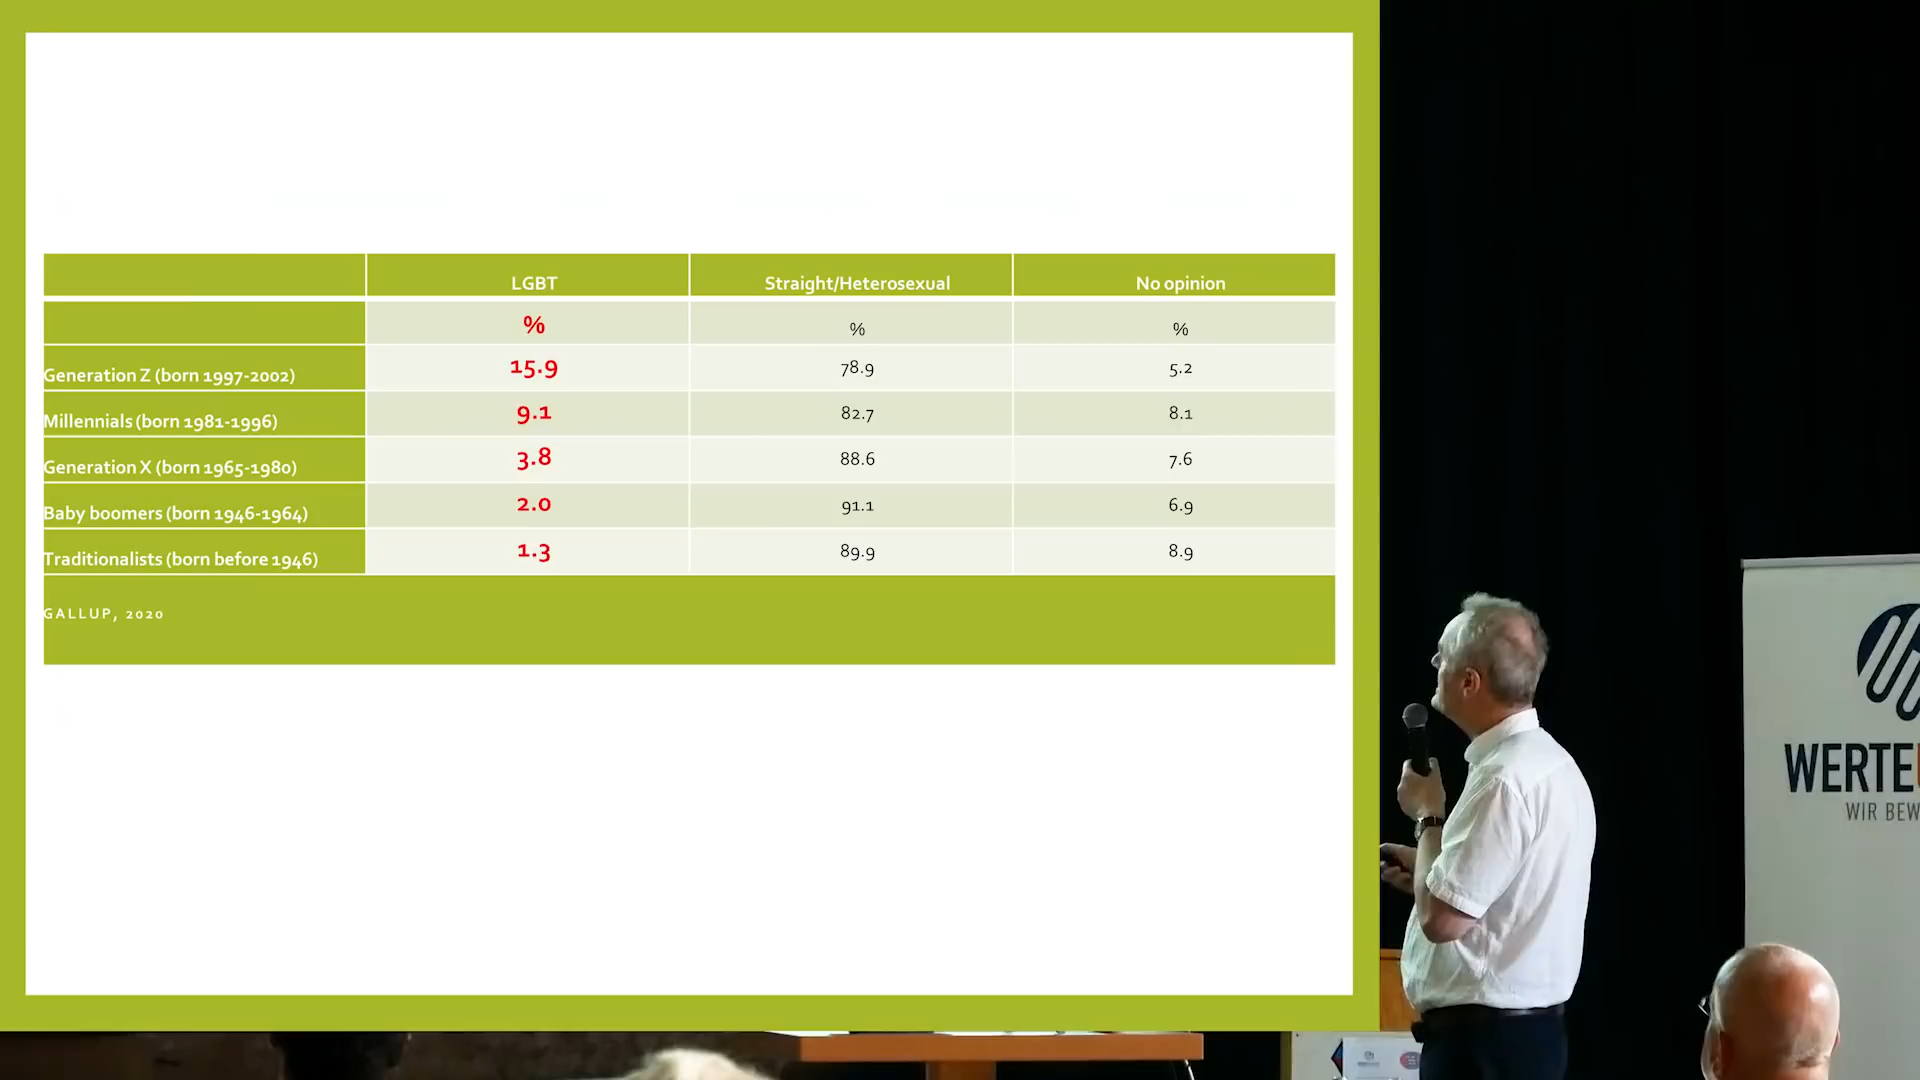 LGBT Straight/Heterosexual No opinion
% % %
Generation Z (born 1997-2002) 15.9 78.9 5.2
Millennials (born 1981-1996) 9.1 82.7 8.1
Generation X (born 1965-1980) 3.8 88.6 7.6
Baby boomers (born 1946-1964) 2.0 91.1 6.9
Traditionalists (born before 1946) 1.3 89.9 8.9
GALLUP, 2020
WERTE
WIR BEW